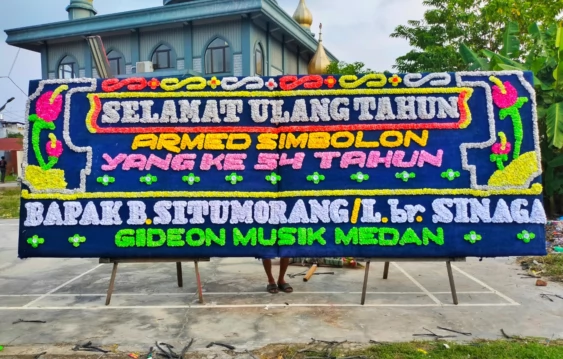 SELAMAT ULANG TAHUN
ARMED SIMBOLON
YANG KE 54 TAHUN
BAPAK B.SITUMORANG/L.br. SINAGA
GIDEON MUSIK MEDAN